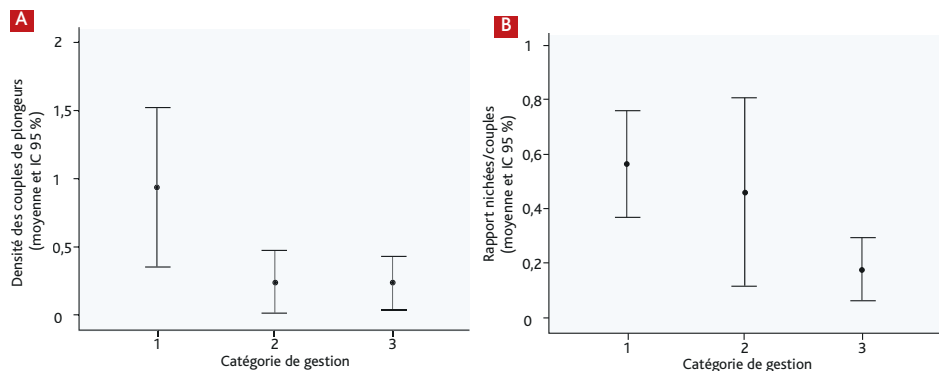 A
Densité des couples de plongeurs
(moyenne et IC 95 %)
2
1,5
1
0,5
0
1
2
3
Catégorie de gestion
B
Rapport nichées/couples
(moyenne et IC 95 %)
1
0,8
0,6
0,4
0,2
0
1
2
3
Catégorie de gestion